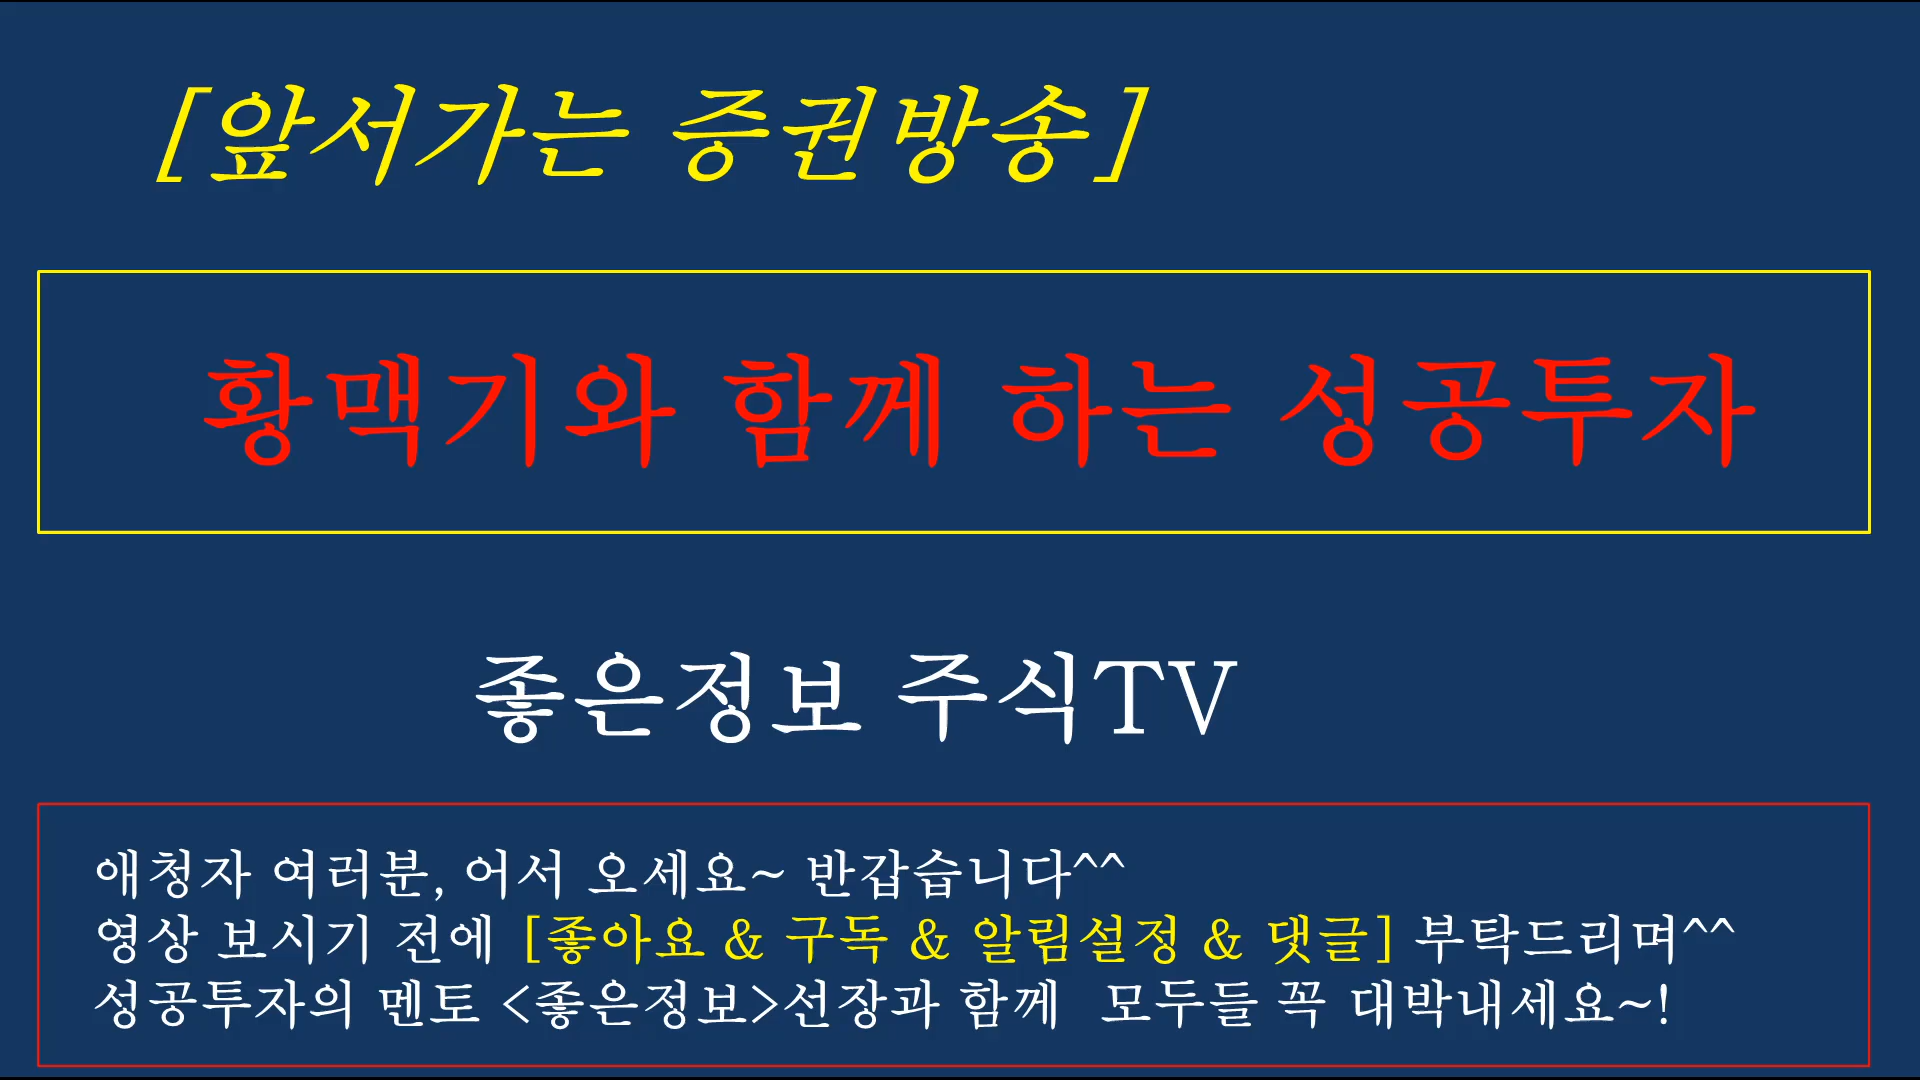 [앞서가는 증권방송]
황맥기와 함께 하는 성공투자
좋은정보 주식TV
애청자 여러분, 어서 오세요~ 반갑습니다^^
영상 보시기 전에 [좋아요 & 구독 & 알림설정 & 댓글] 부탁드리며^^
성공투자의 멘토 <좋은정보>선장과 함께 모두들 꼭 대박내세요~!